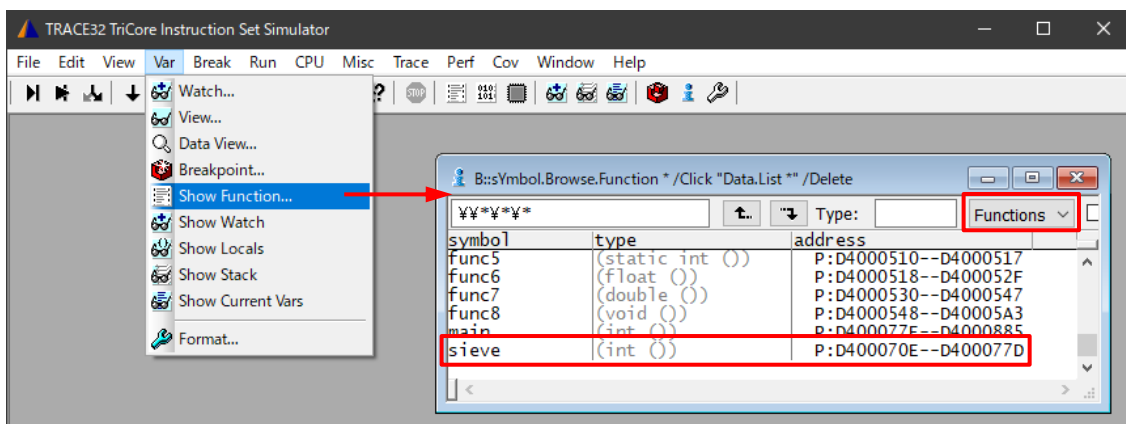 TRACE32 TriCore Instruction Set Simulator
File Edit View Var Break Run CPU Misc Trace Perf Cov Window Help
Watch...
View...
Data View...
Breakpoint...
Show Function...
Show Watch
Show Locals
Show Stack
Show Current Vars
Format...
STOP
B::sYmbol.Browse.Function * /Click "Data.List *" /Delete
¥¥*¥*¥* Type: Functions
symbol type address
func5 (static int ()) P:D4000510--D4000517
func6 (float ()) P:D4000518--D400052F
func7 (double ()) P:D4000530--D4000547
func8 (void ()) P:D4000548--D40005A3
main (int ()) P:D400077E--D4000885
sieve (int ()) P:D400070E--D400077D